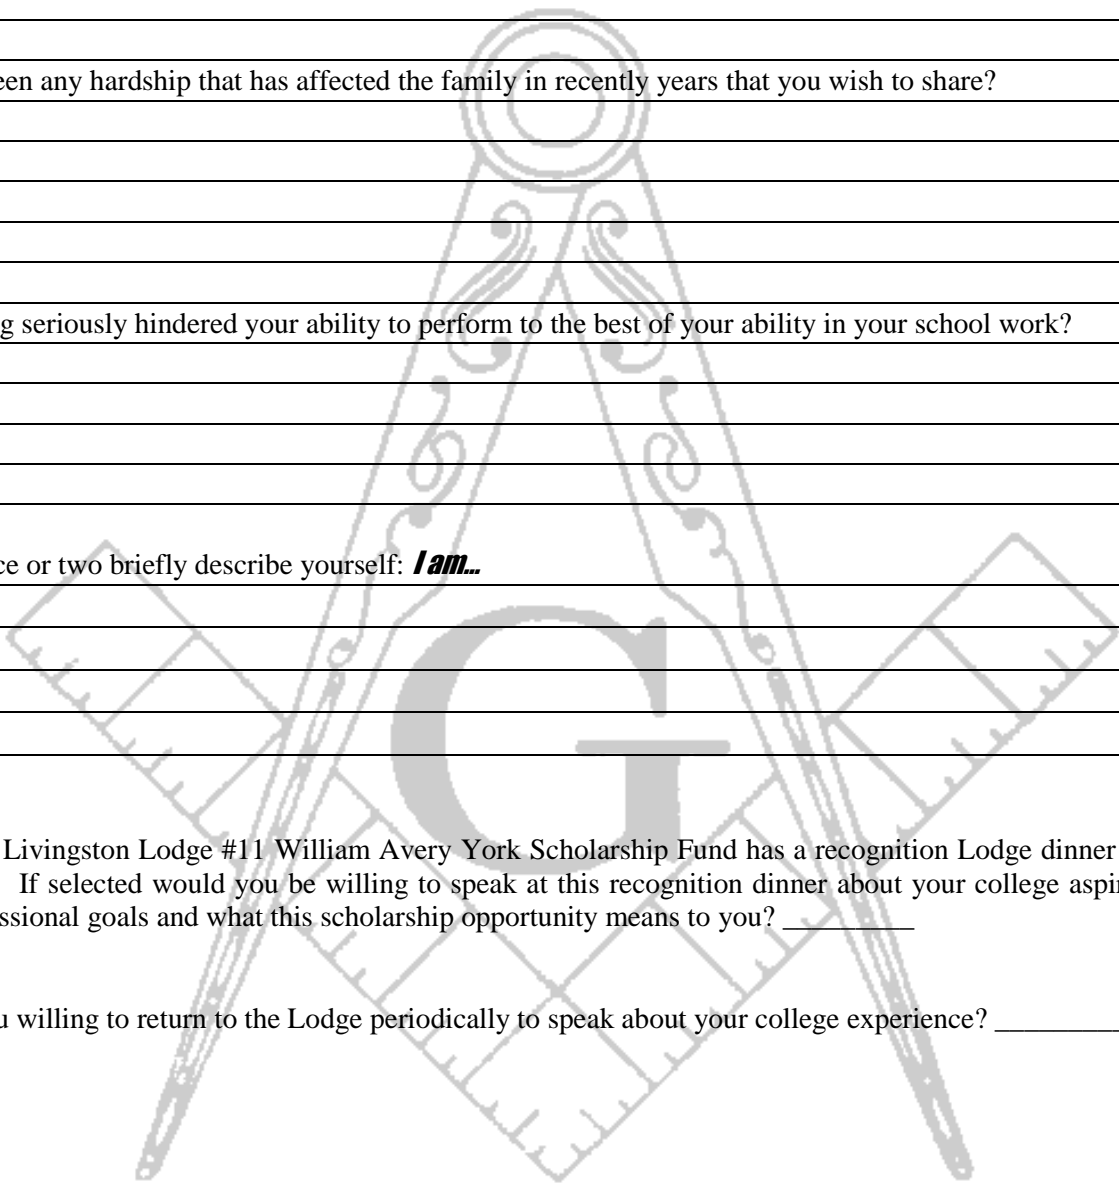 een any hardship that has affected the family in recently years that you wish to share?
g seriously hindered your ability to perform to the best of your ability in your school work?
ce or two briefly describe yourself: I am...
G
Livingston Lodge #11 William Avery York Scholarship Fund has a recognition Lodge dinner
If selected would you be willing to speak at this recognition dinner about your college aspi
ssional goals and what this scholarship opportunity means to you? _________
u willing to return to the Lodge periodically to speak about your college experience? _________